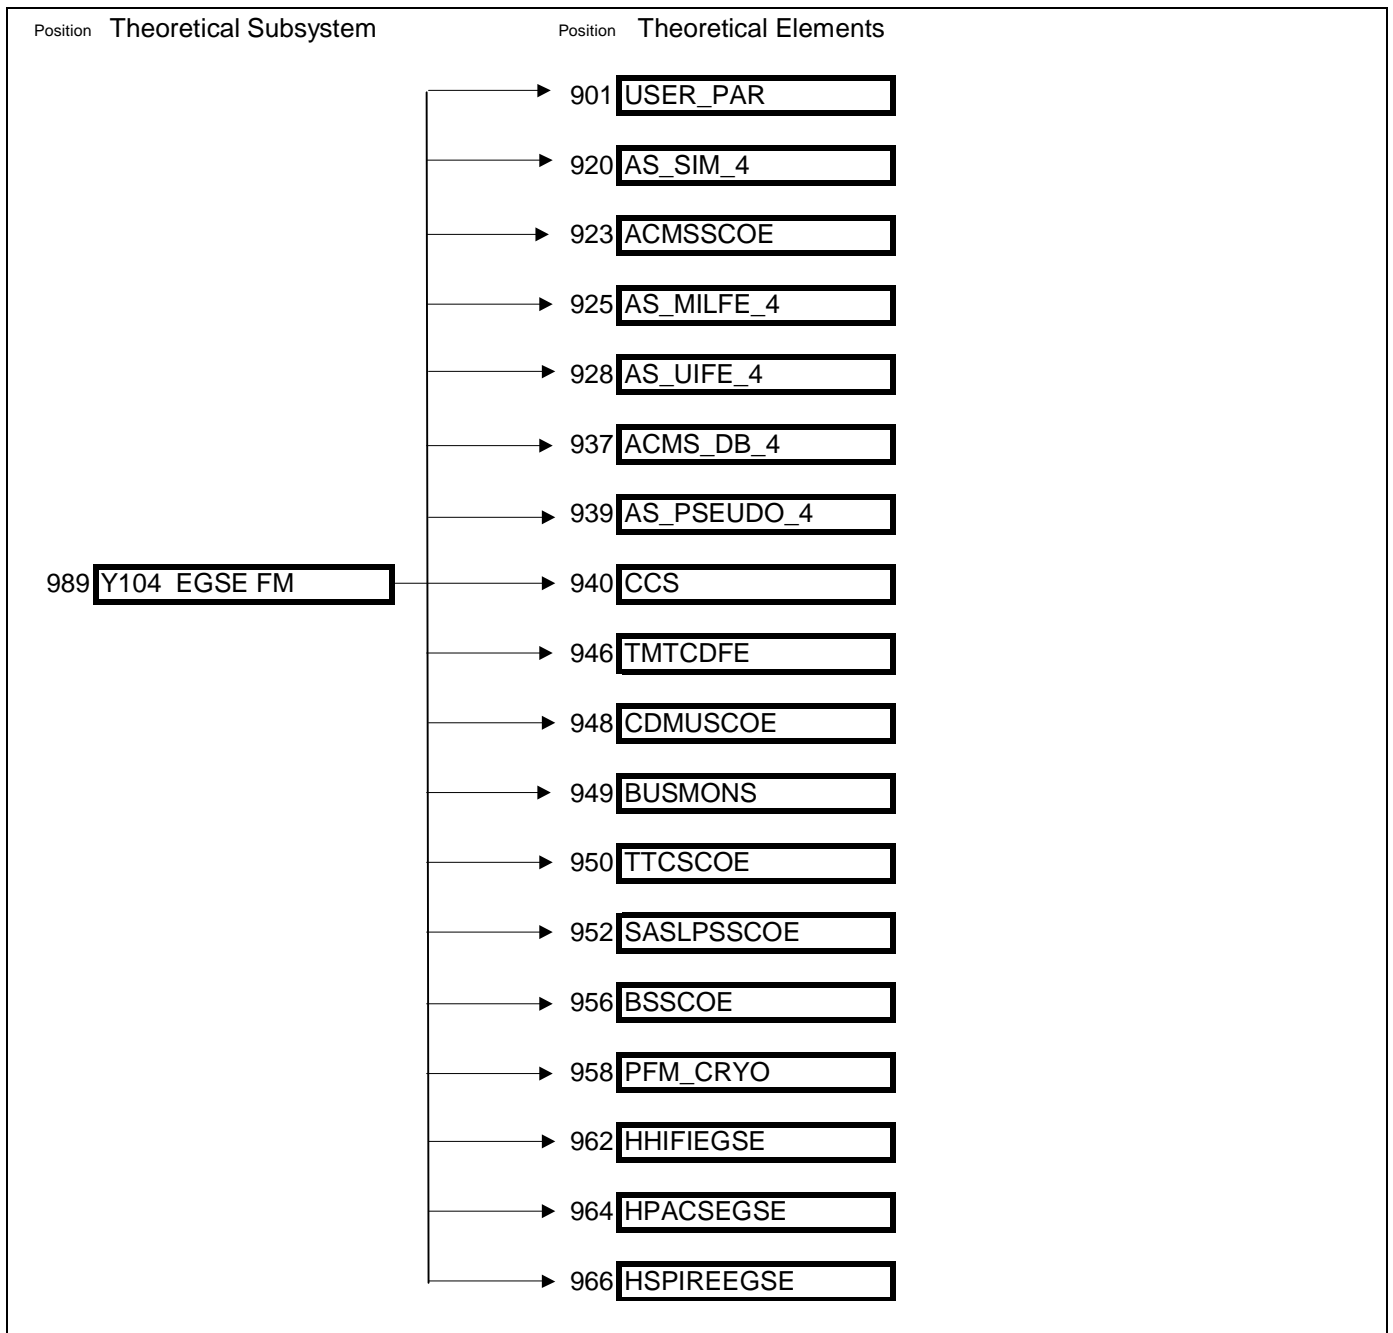 Position Theoretical Subsystem Position Theoretical Elements
901 USER_PAR
920 AS_SIM_4
923 ACMSSCOE
925 AS_MILFE_4
928 AS_UIFE_4
937 ACMS_DB_4
939 AS_PSEUDO_4
989 Y104 EGSE FM 940 CCS
946 TMTCDFE
948 CDMUSCOE
949 BUSMONS
950 TTCSCOE
952 SASLPSSCOE
956 BSSCOE
958 PFM_CRYO
962 HHIFIEGSE
964 HPACSEGSE
966 HSPIREEGSE